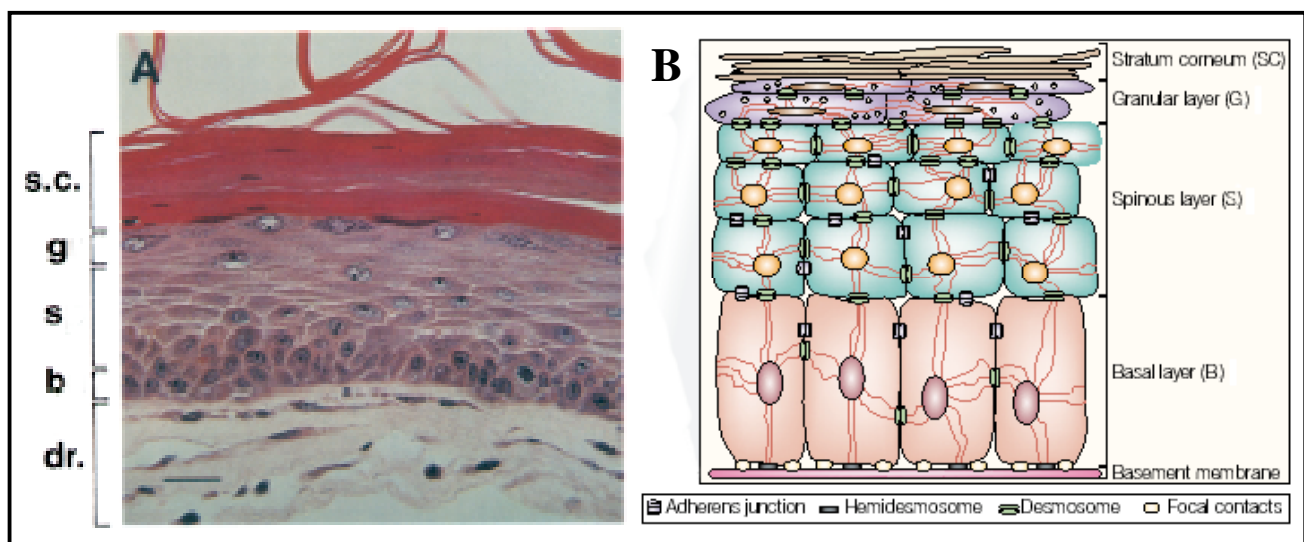 A
s.c.
g
s
b
dr.
B
Stratum corneum (SC)
Granular layer (G)
Spinous layer (S)
Basal layer (B)
Basement membrane
Adherens junction Hemidesmosome Desmosome Focal contacts